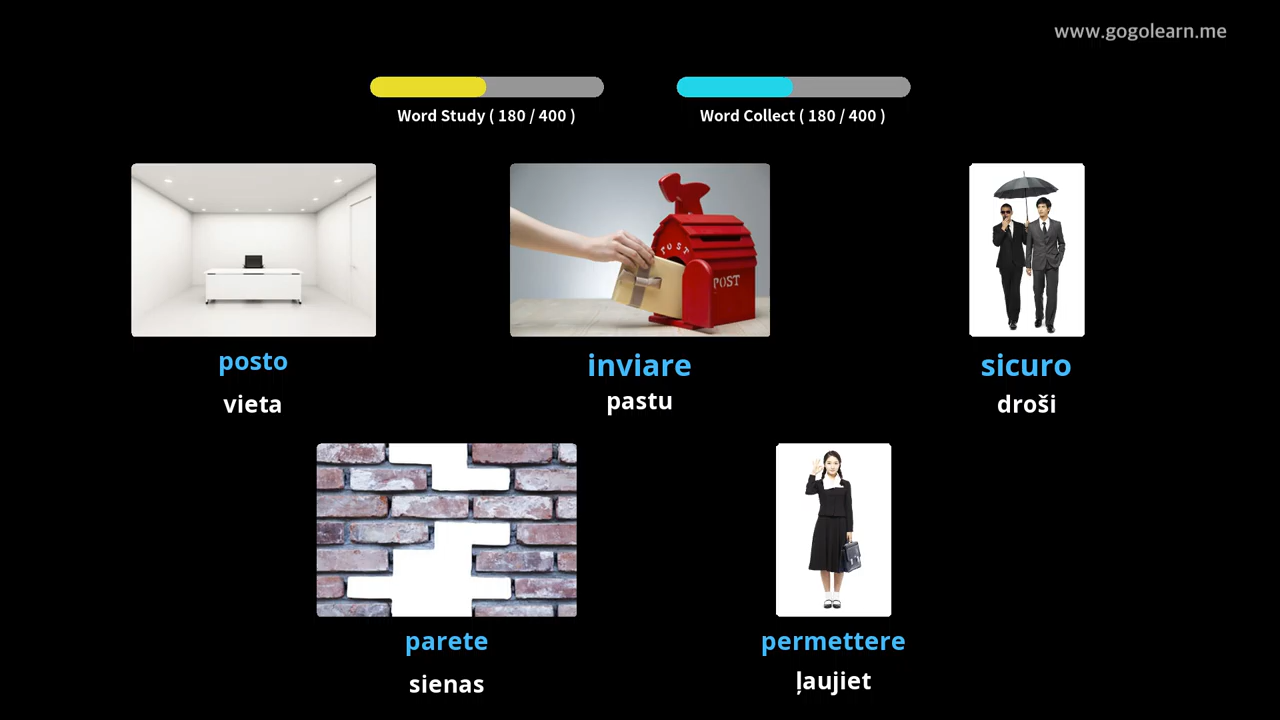 www.gogolearn.me
Word Study ( 180 / 400 )
Word Collect ( 180 / 400 )
POST
POST
posto
inviare
sicuro
vieta
pastu
droši
parete
permettere
sienas
ļaujiet